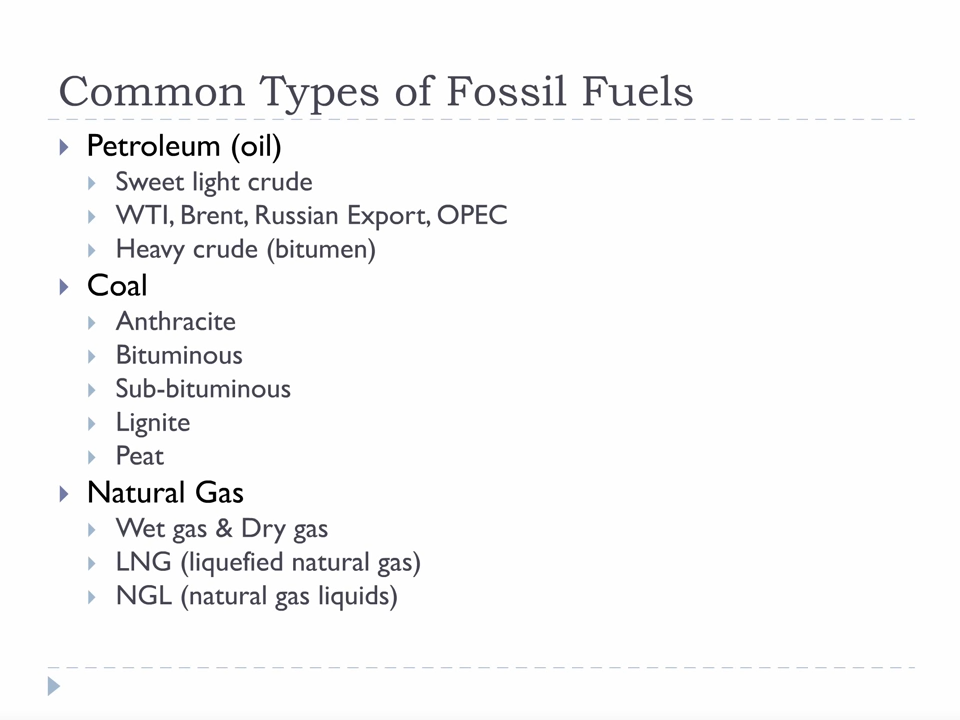 Common Types of Fossil Fuels
Petroleum (oil)
Sweet light crude
WTI, Brent, Russian Export, OPEC
Heavy crude (bitumen)
Coal
Anthracite
Bituminous
Sub-bituminous
Lignite
Peat
Natural Gas
Wet gas & Dry gas
LNG (liquefied natural gas)
NGL (natural gas liquids)